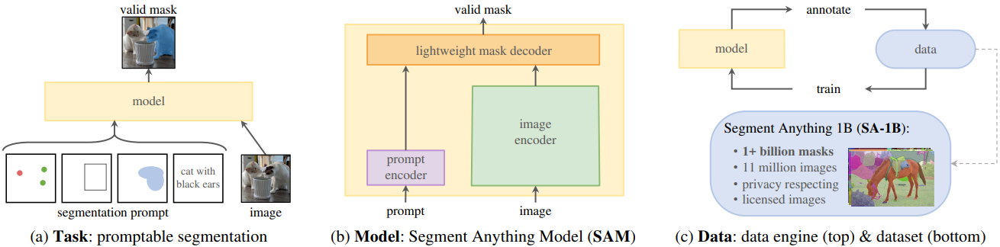 valid mask
model
cat with
black ears
segmentation prompt
image
(a) Task: promptable segmentation
valid mask
lightweight mask decoder
image
encoder
prompt
encoder
prompt
image
(b) Model: Segment Anything Model (SAM)
annotate
model
data
train
Segment Anything 1B (SA-1B):
• 1+ billion masks
• 11 million images
• privacy respecting
• licensed images
(c) Data: data engine (top) & dataset (bottom)